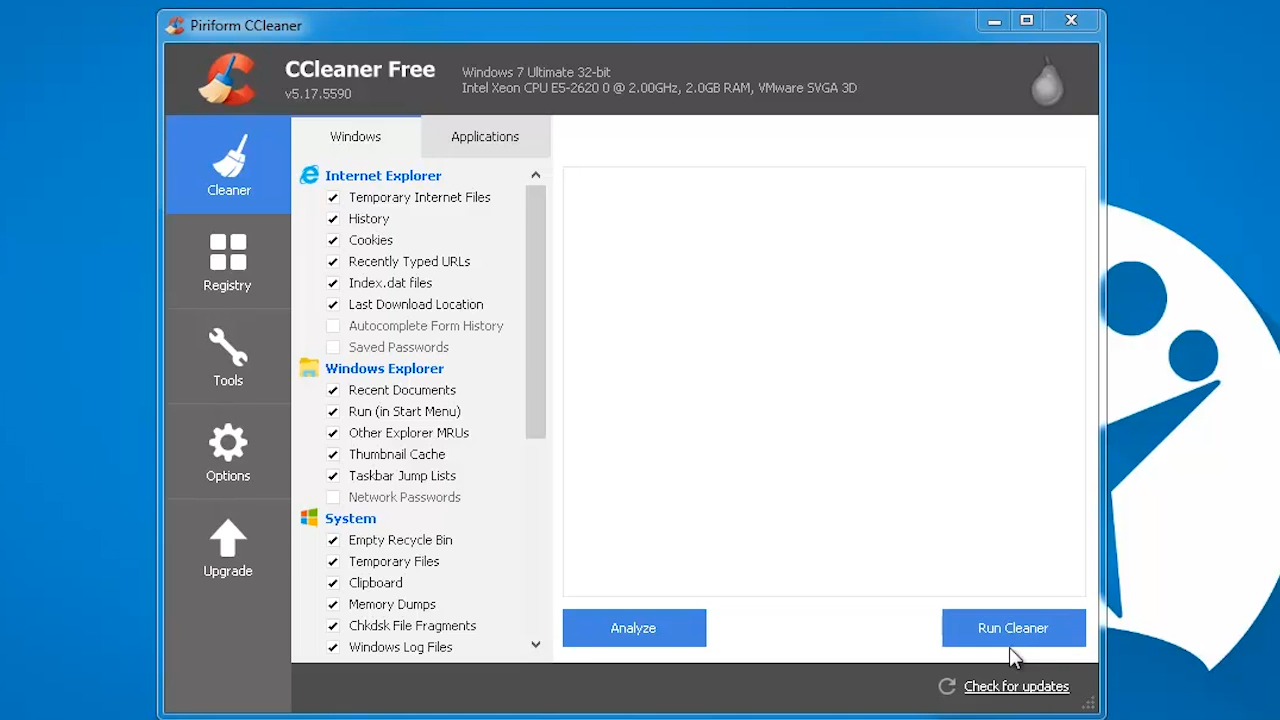 Piriform CCleaner
CCleaner Free
v5.17.5590
Windows 7 Ultimate 32-bit
Intel Xeon CPU E5-2620 0 @ 2.00GHz, 2.0GB RAM, VMware SVGA 3D
Cleaner
Registry
Tools
Options
Upgrade
Windows
Applications
Internet Explorer
Temporary Internet Files
History
Cookies
Recently Typed URLs
Index.dat files
Last Download Location
Autocomplete Form History
Saved Passwords
Windows Explorer
Recent Documents
Run (in Start Menu)
Other Explorer MRUs
Thumbnail Cache
Taskbar Jump Lists
Network Passwords
System
Empty Recycle Bin
Temporary Files
Clipboard
Memory Dumps
Chkdsk File Fragments
Windows Log Files
Analyze
Run Cleaner
Check for updates